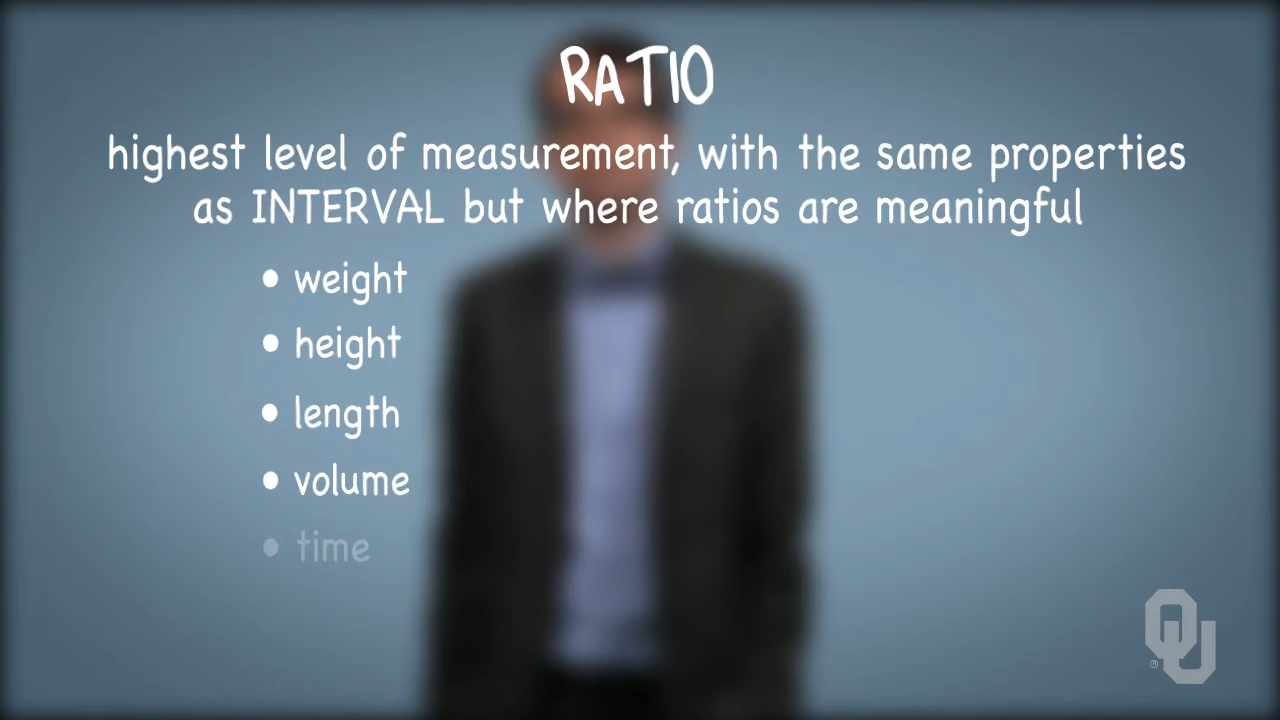 RATIO
highest level of measurement, with the same properties
as INTERVAL but where ratios are meaningful
• weight
• height
• length
• volume
• time
OU
®